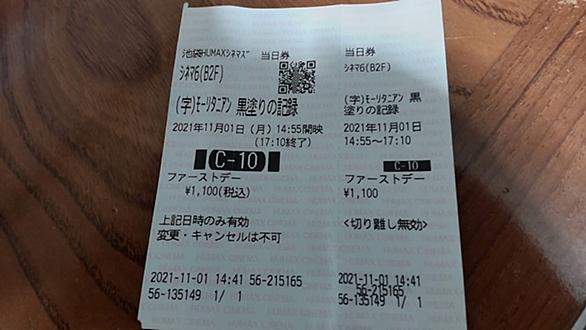 池袋HUMAXシネマズ 当日券
シネマ6(B2F)
(字)モーリタニアン 黒塗りの記録
2021年11月01日(月)14:55開映
(17:10終了)
C-10
ファーストデー
¥1,100(税込)
上記日時のみ有効
変更・キャンセルは不可
2021-11-01 14:41 56-215165
56-135149 1/ 1
当日券
シネマ6(B2F)
(字)モーリタニアン 黒
塗りの記録
2021年11月01日
14:55～17:10
C-10
ファーストデー
¥1,100
<切り離し無効>
2021-11-01 14:41
56-215165
56-135149 1/ 1
HUMAX CINEMA